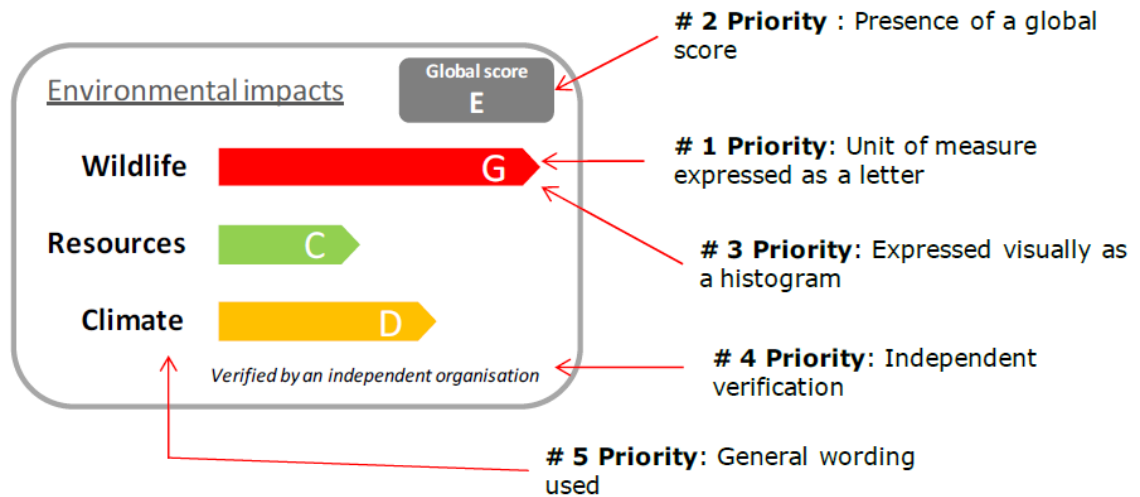 Environmental impacts
Global score
E
Wildlife
G
Resources
C
Climate
D
Verified by an independent organisation
# 2 Priority : Presence of a global
score
# 1 Priority: Unit of measure
expressed as a letter
# 3 Priority: Expressed visually as
a histogram
# 4 Priority: Independent
verification
# 5 Priority: General wording
used